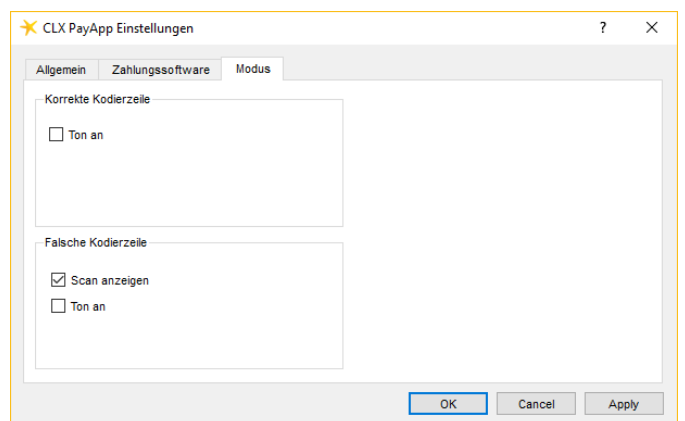 CLX PayApp Einstellungen ?
Allgemein Zahlungssoftware Modus
Korrekte Kodierzeile
Ton an
Falsche Kodierzeile
Scan anzeigen
Ton an
OK Cancel Apply